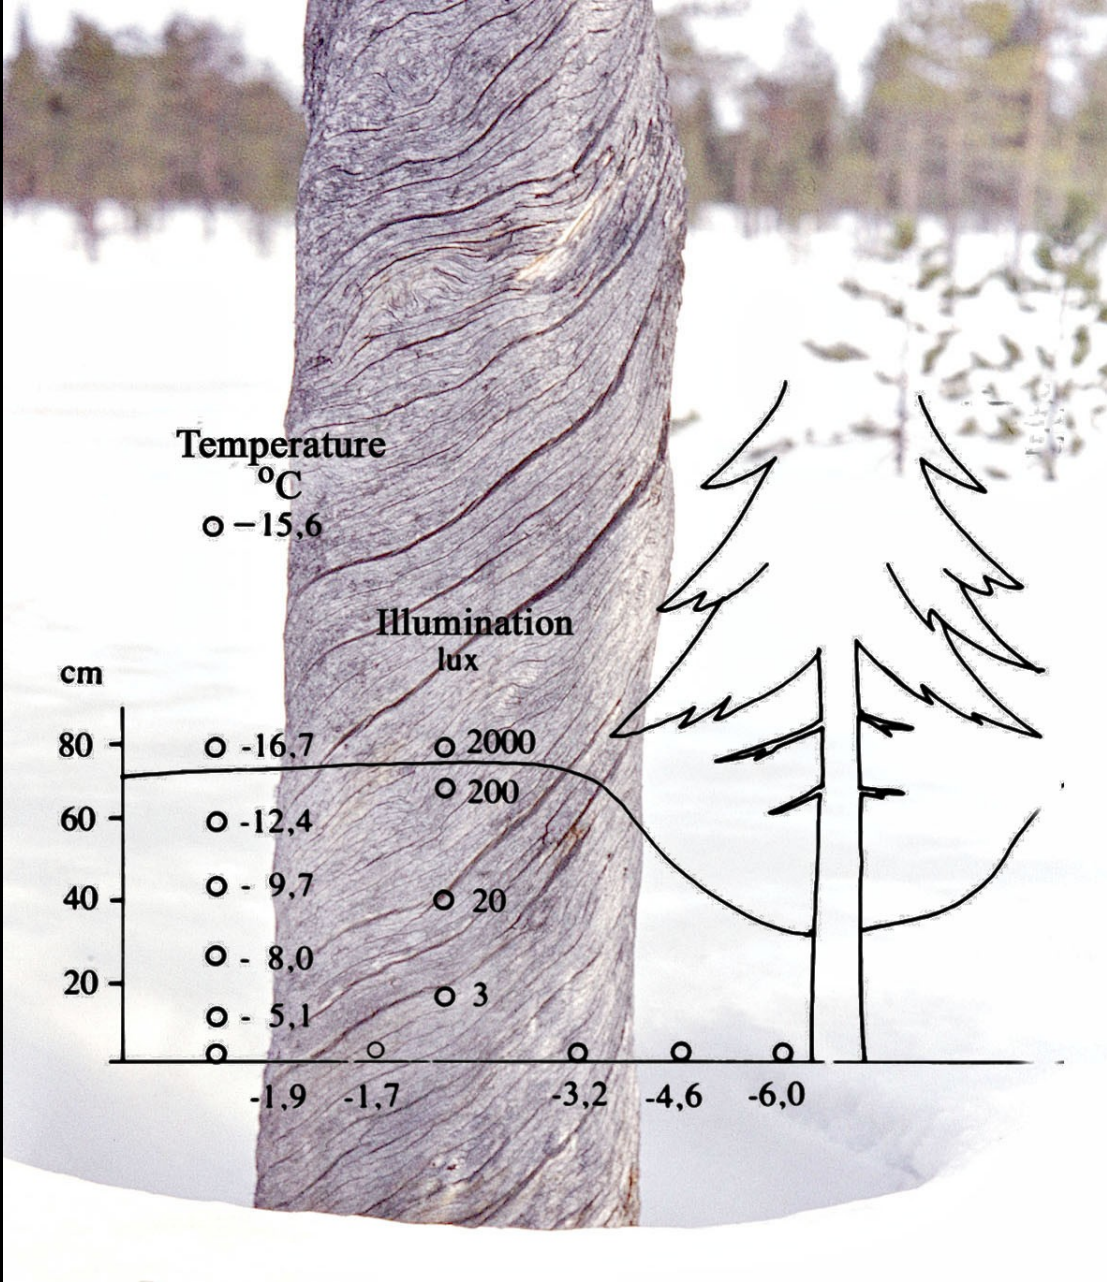 Temperature
°C
–15,6
Illumination
lux
cm
80
-16,7
2000
200
60
-12,4
40
- 9,7
20
- 8,0
20
- 5,1
3
-1,9 -1,7 -3,2 -4,6 -6,0